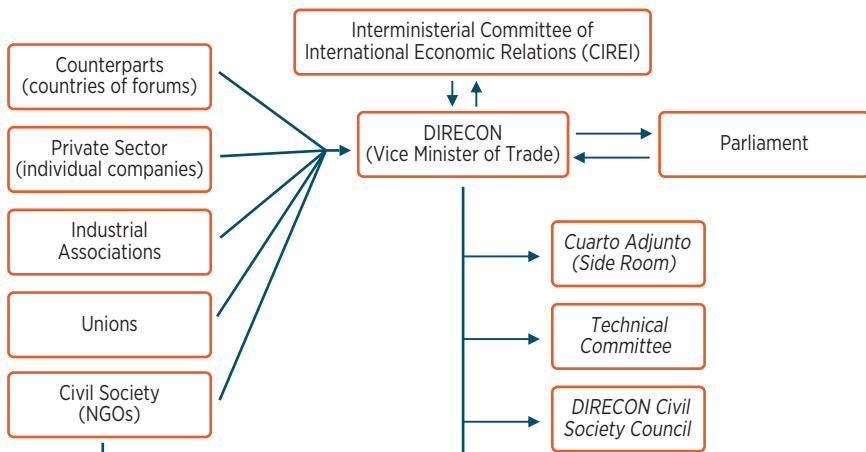 Interministerial Committee of
International Economic Relations (CIREI)
Counterparts
(countries of forums)
DIRECON
(Vice Minister of Trade)
Parliament
Private Sector
(individual companies)
Industrial
Associations
Cuarto Adjunto
(Side Room)
Unions
Technical
Committee
Civil Society
(NGOs)
DIRECON Civil
Society Council